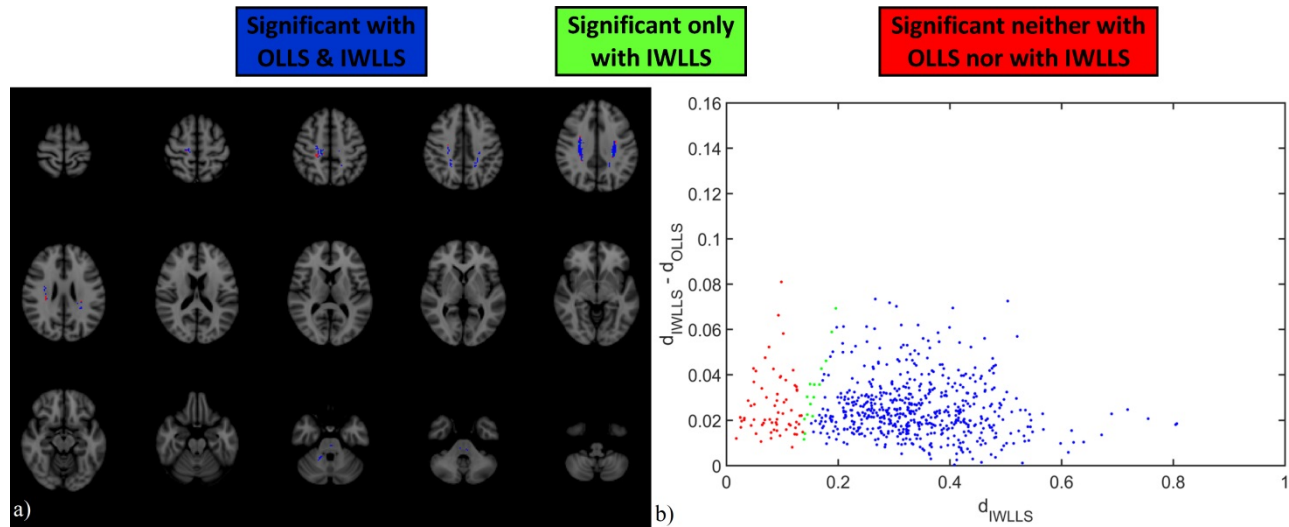 Significant with
OLLS & IWLLS
Significant only
with IWLLS
Significant neither with
OLLS nor with IWLLS
a)
0.16
0.14
0.12
0.1
0.08
0.06
0.04
0.02
0
d_IWLLS - d_OLLS
0 0.2 0.4 0.6 0.8 1
d_IWLLS
b)